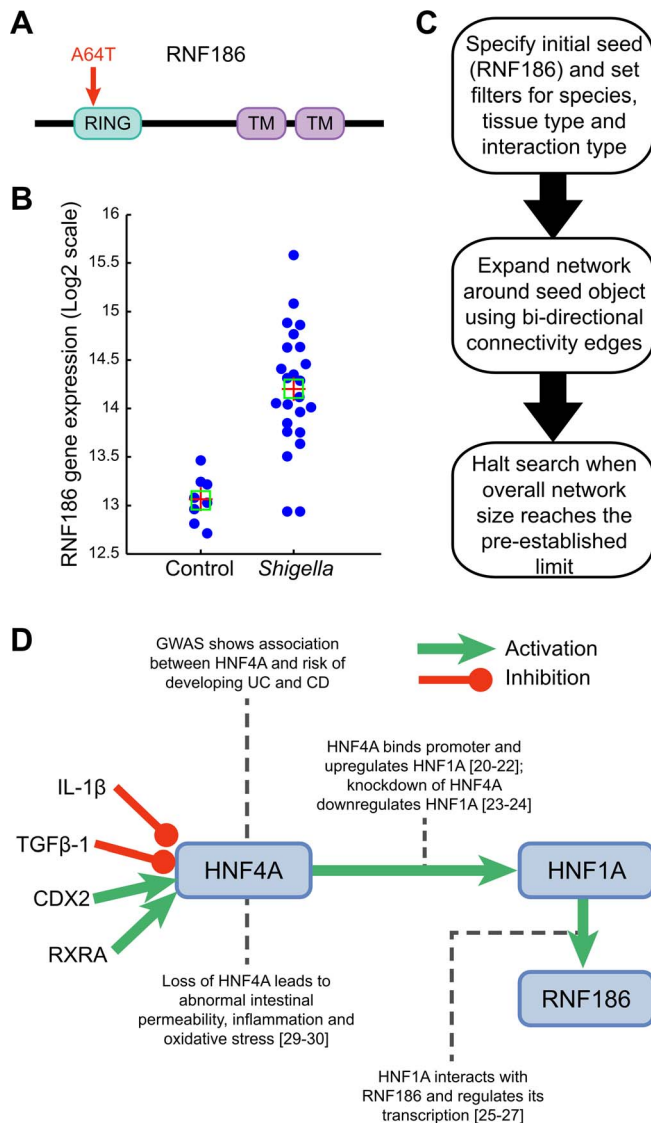 A
A64T
RNF186
RING
TM
TM
B
RNF186 gene expression (Log2 scale)
16
15.5
15
14.5
14
13.5
13
12.5
Control
Shigella
C
Specify initial seed
(RNF186) and set
filters for species,
tissue type and
interaction type
Expand network
around seed object
using bi-directional
connectivity edges
Halt search when
overall network
size reaches the
pre-established
limit
D
GWAS shows association
between HNF4A and risk of
developing UC and CD
Activation
Inhibition
HNF4A binds promoter and
upregulates HNF1A [20-22];
knockdown of HNF4A
downregulates HNF1A [23-24]
IL-1β
TGFβ-1
CDX2
RXRA
HNF4A
HNF1A
RNF186
Loss of HNF4A leads to
abnormal intestinal
permeability, inflammation and
oxidative stress [29-30]
HNF1A interacts with
RNF186 and regulates its
transcription [25-27]